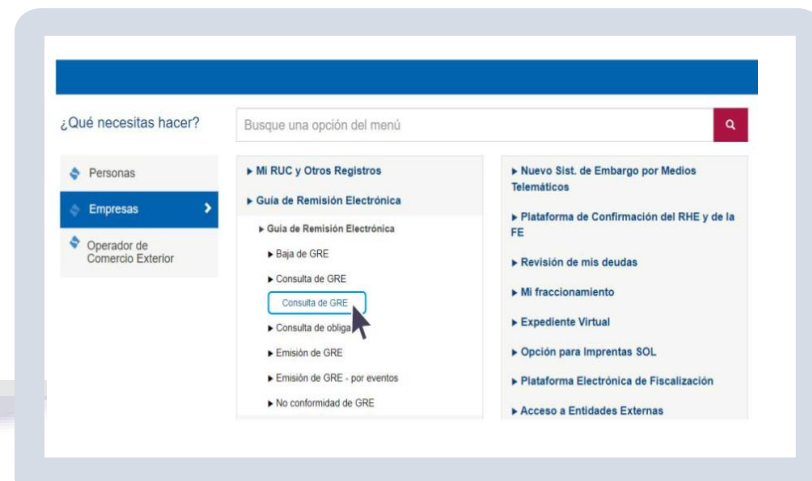 ¿Qué necesitas hacer?
Busque una opción del menú
Personas
Empresas
Operador de
Comercio Exterior
Mi RUC y Otros Registros
Guía de Remisión Electrónica
Guía de Remisión Electrónica
Baja de GRE
Consulta de GRE
Consulta de GRE
Consulta de obliga
Emisión de GRE
Emisión de GRE - por eventos
No conformidad de GRE
Nuevo Sist. de Embargo por Medios
Telemáticos
Plataforma de Confirmación del RHE y de la
FE
Revisión de mis deudas
Mi fraccionamiento
Expediente Virtual
Opción para Imprentas SOL
Plataforma Electrónica de Fiscalización
Acceso a Entidades Externas